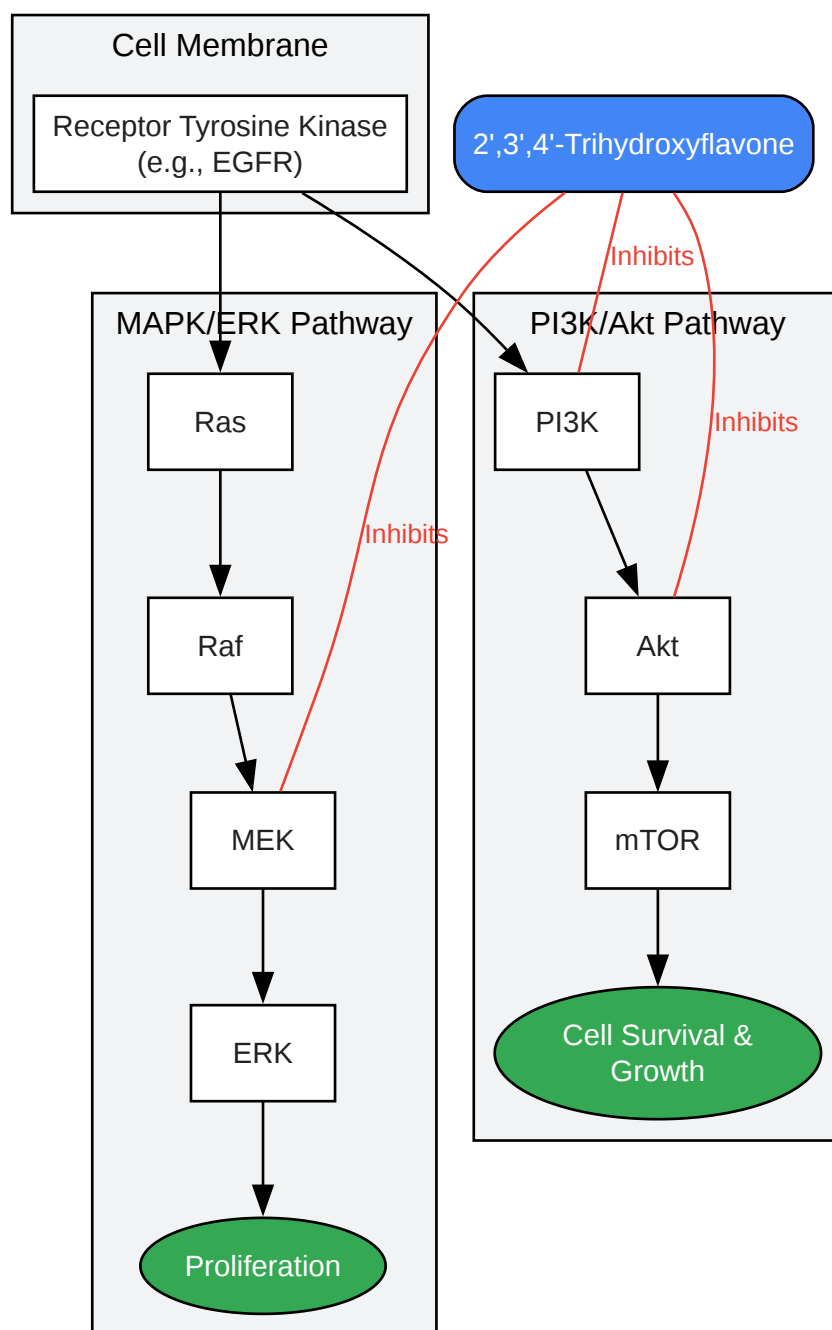 Cell Membrane
Receptor Tyrosine Kinase
(e.g., EGFR)
2',3',4'-Trihydroxyflavone
Inhibits
MAPK/ERK Pathway
PI3K/Akt Pathway
Ras
PI3K
Inhibits
Inhibits
Raf
Akt
MEK
mTOR
ERK
Cell Survival &
Growth
Proliferation